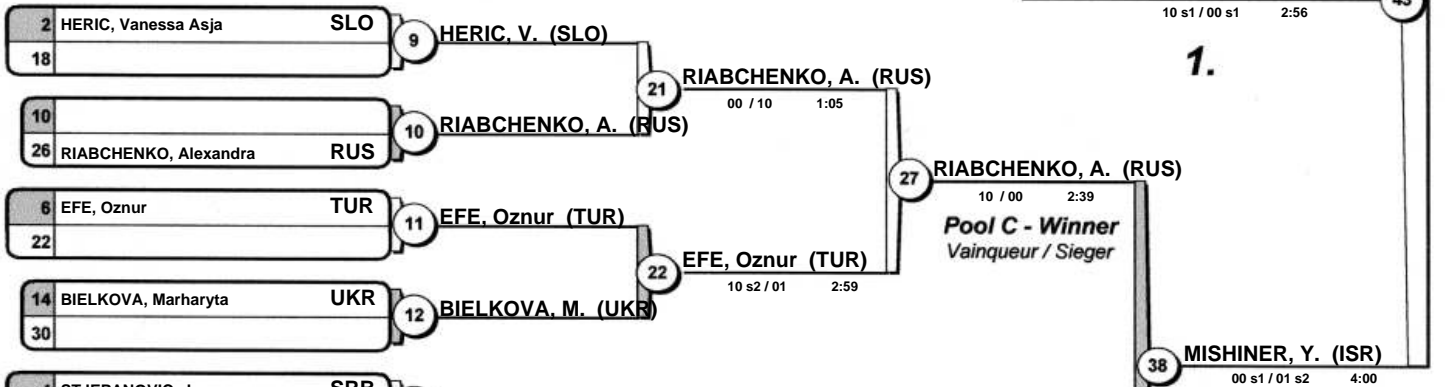 10 s1 / 00 s1 2:56
1.
2 HERIC, Vanessa Asja SLO
18
9 HERIC, V. (SLO)
21 RIABCHENKO, A. (RUS)
00 / 10 1:05
10
26 RIABCHENKO, Alexandra RUS
10 RIABCHENKO, A. (RUS)
27 RIABCHENKO, A. (RUS)
10 / 00 2:39
Pool C - Winner
Vainqueur / Sieger
6 EFE, Oznur TUR
22
11 EFE, Oznur (TUR)
22 EFE, Oznur (TUR)
10 s2 / 01 2:59
14 BIELKOVA, Marharyta UKR
30
12 BIELKOVA, M. (UKR)
38 MISHINER, Y. (ISR)
00 s1 / 01 s2 4:00